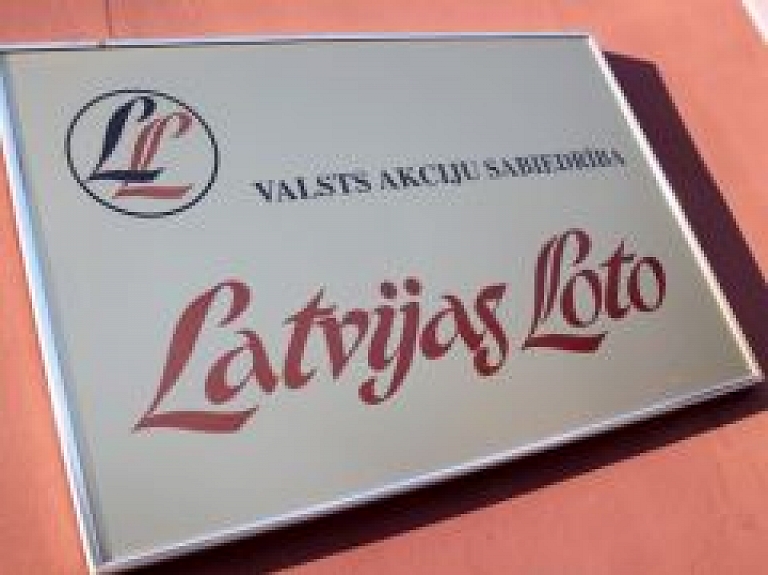 LL
VALSTS AKCIJU SABIEDRĪBA
Latvijas Loto